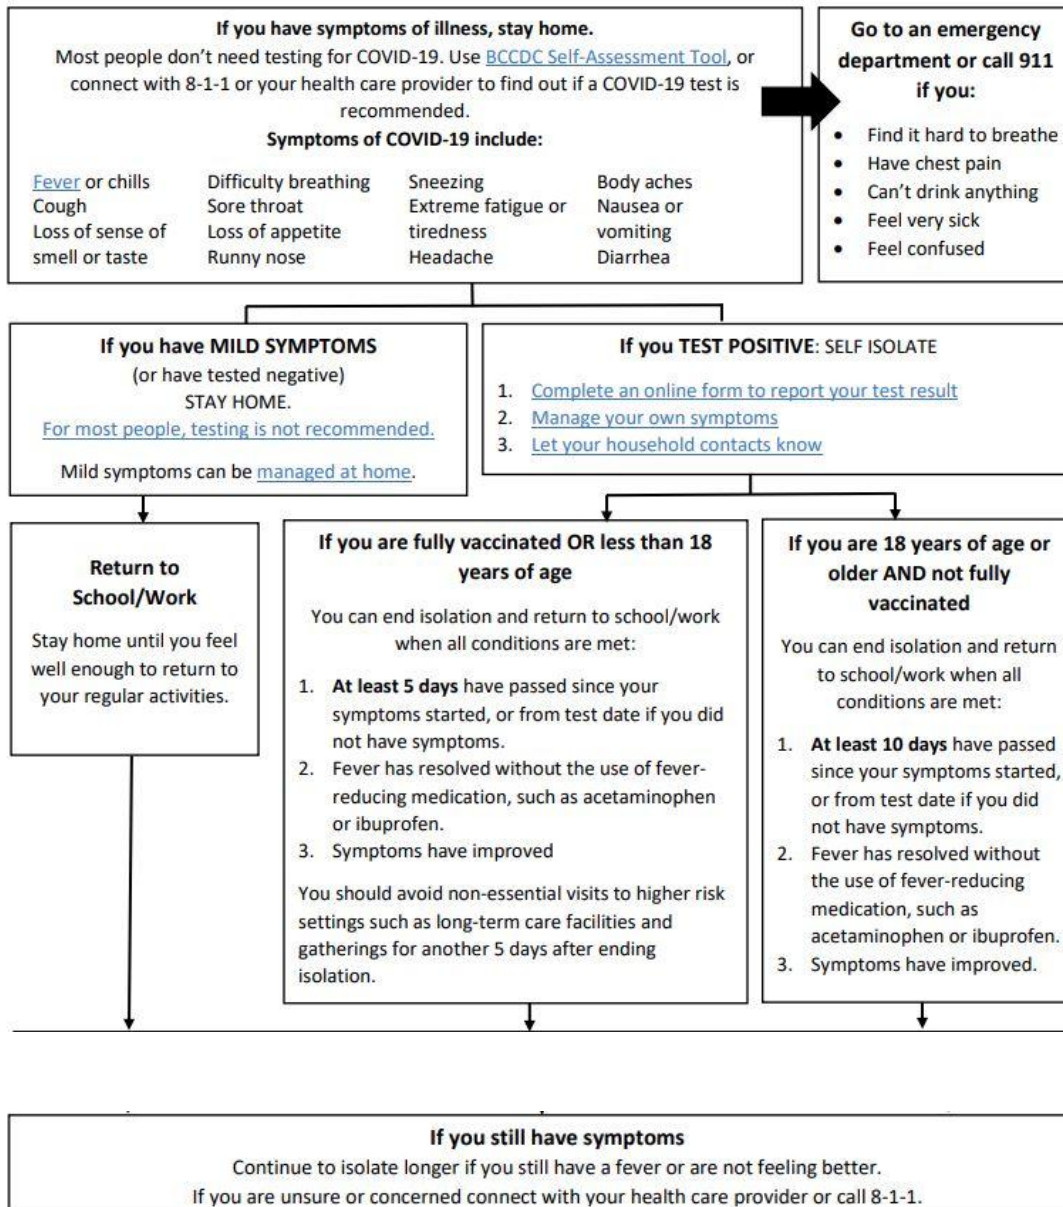 If you have symptoms of illness, stay home.
Most people don't need testing for COVID-19. Use BCCDC Self-Assessment Tool, or
connect with 8-1-1 or your health care provider to find out if a COVID-19 test is
recommended.
Symptoms of COVID-19 include:
Fever or chills
Cough
Loss of sense of
smell or taste
Difficulty breathing
Sore throat
Loss of appetite
Runny nose
Sneezing
Extreme fatigue or
tiredness
Headache
Body aches
Nausea or
vomiting
Diarrhea
Go to an emergency
department or call 911
if you:
• Find it hard to breathe
• Have chest pain
• Can't drink anything
• Feel very sick
• Feel confused
If you have MILD SYMPTOMS
(or have tested negative)
STAY HOME.
For most people, testing is not recommended.
Mild symptoms can be managed at home.
If you TEST POSITIVE: SELF ISOLATE
1. Complete an online form to report your test result
2. Manage your own symptoms
3. Let your household contacts know
Return to
School/Work
Stay home until you feel
well enough to return to
your regular activities.
If you are fully vaccinated OR less than 18
years of age
You can end isolation and return to school/work
when all conditions are met:
1. At least 5 days have passed since your
symptoms started, or from test date if you did
not have symptoms.
2. Fever has resolved without the use of fever-
reducing medication, such as acetaminophen
or ibuprofen.
3. Symptoms have improved
You should avoid non-essential visits to higher risk
settings such as long-term care facilities and
gatherings for another 5 days after ending
isolation.
If you are 18 years of age or
older AND not fully
vaccinated
You can end isolation and return
to school/work when all
conditions are met:
1. At least 10 days have passed
since your symptoms started,
or from test date if you did
not have symptoms.
2. Fever has resolved without
the use of fever-reducing
medication, such as
acetaminophen or ibuprofen.
3. Symptoms have improved.
If you still have symptoms
Continue to isolate longer if you still have a fever or are not feeling better.
If you are unsure or concerned connect with your health care provider or call 8-1-1.